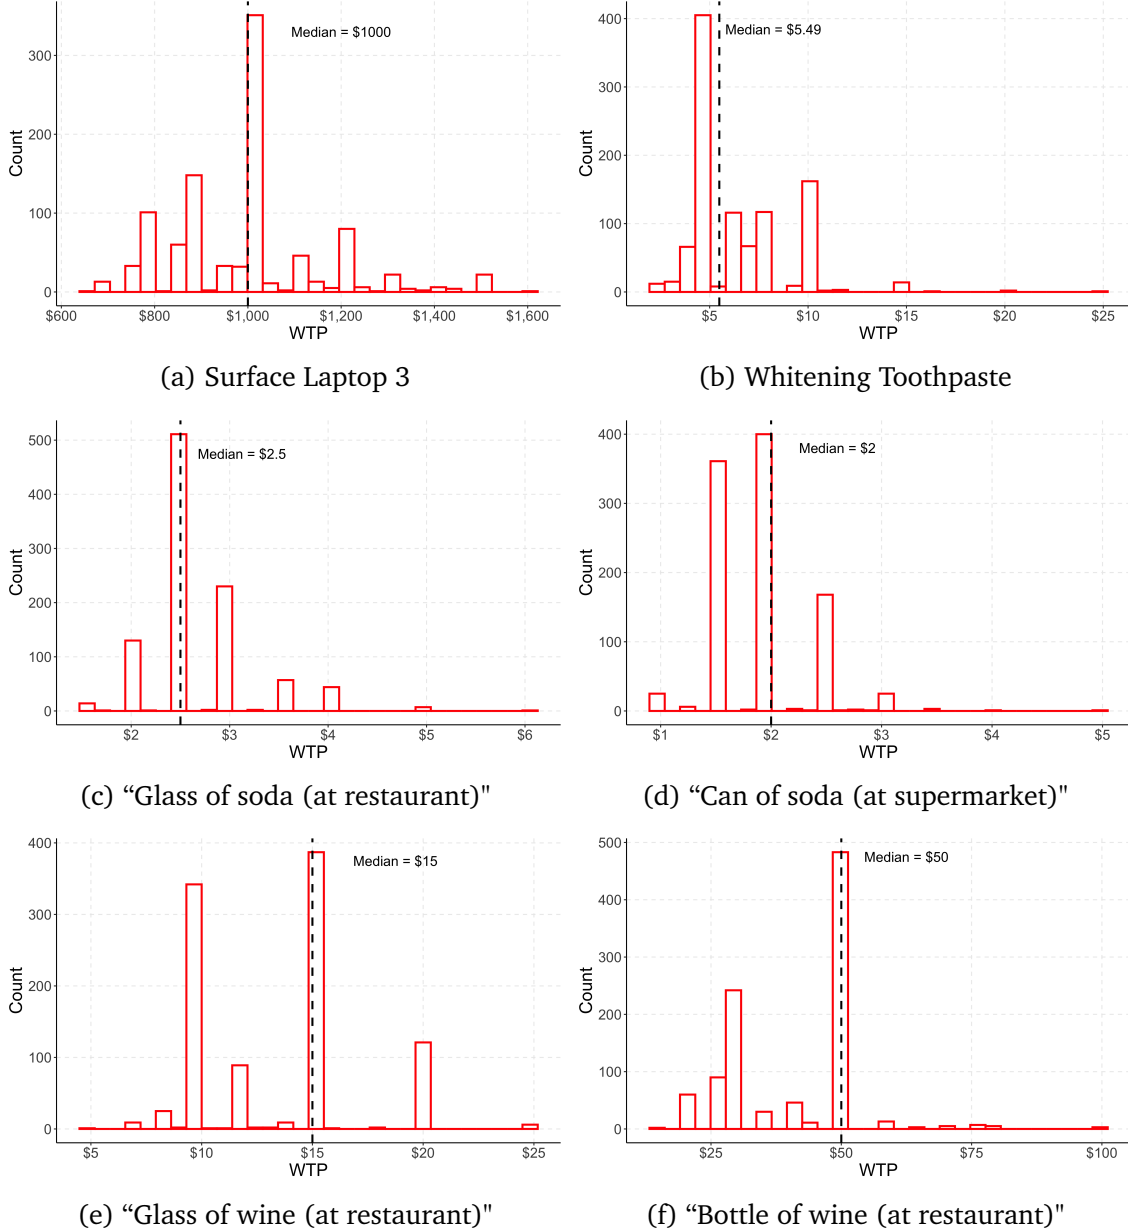 Median = $1000
Count
300
200
100
0
$600 $800 $1,000 $1,200 $1,400 $1,600
WTP
(a) Surface Laptop 3
Median = $5.49
Count
400
300
200
100
0
$5 $10 $15 $20 $25
WTP
(b) Whitening Toothpaste
Median = $2.5
Count
500
400
300
200
100
0
$2 $3 $4 $5 $6
WTP
(c) “Glass of soda (at restaurant)"
Median = $2
Count
400
300
200
100
0
$1 $2 $3 $4 $5
WTP
(d) “Can of soda (at supermarket)"
Median = $15
Count
400
300
200
100
0
$5 $10 $15 $20 $25
WTP
(e) “Glass of wine (at restaurant)"
Median = $50
Count
500
400
300
200
100
0
$25 $50 $75 $100
WTP
(f) “Bottle of wine (at restaurant)"